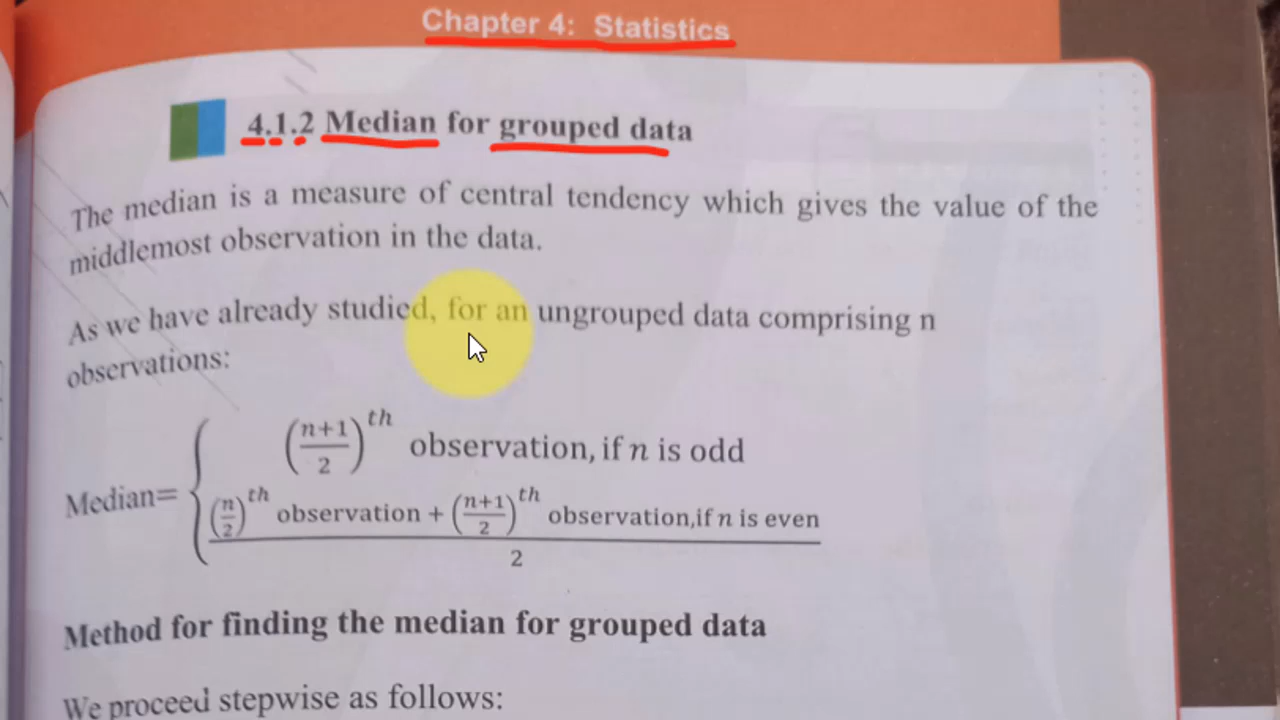 Chapter 4: Statistics
4.1.2 Median for grouped data
The median is a measure of central tendency which gives the value of the
middlemost observation in the data.
As we have already studied, for an ungrouped data comprising n
observations:
Median= { ((n+1)/2)^th observation, if n is odd
((n/2)^th observation + ((n+1)/2)^th observation,if n is even)/2
Method for finding the median for grouped data
We proceed stepwise as follows: